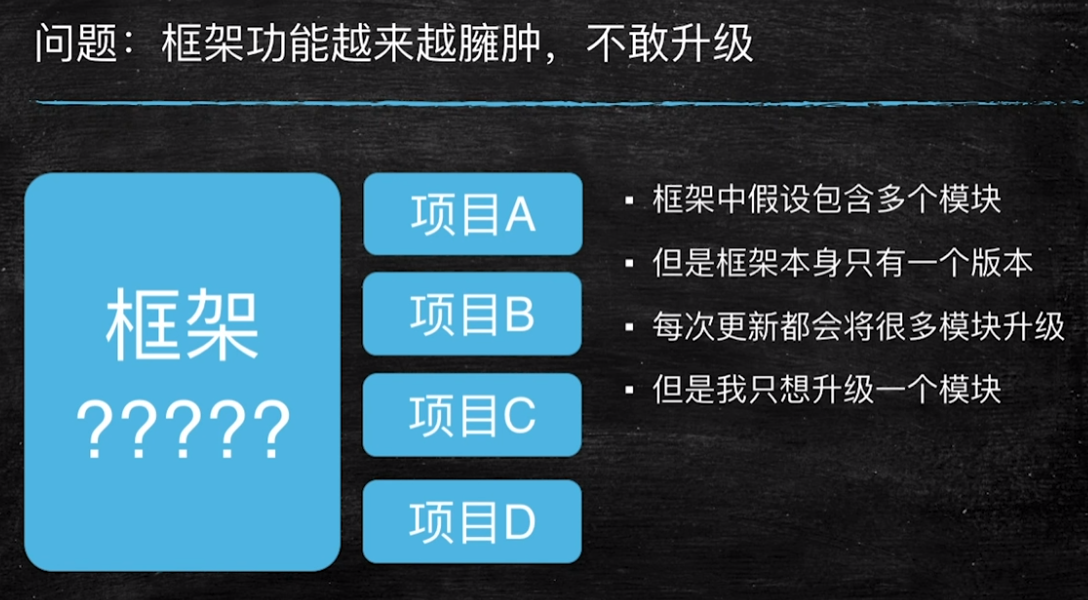 问题：框架功能越来越臃肿，不敢升级
框架
?????
项目A
项目B
项目C
项目D
▪ 框架中假设包含多个模块
▪ 但是框架本身只有一个版本
▪ 每次更新都会将很多模块升级
▪ 但是我只想升级一个模块